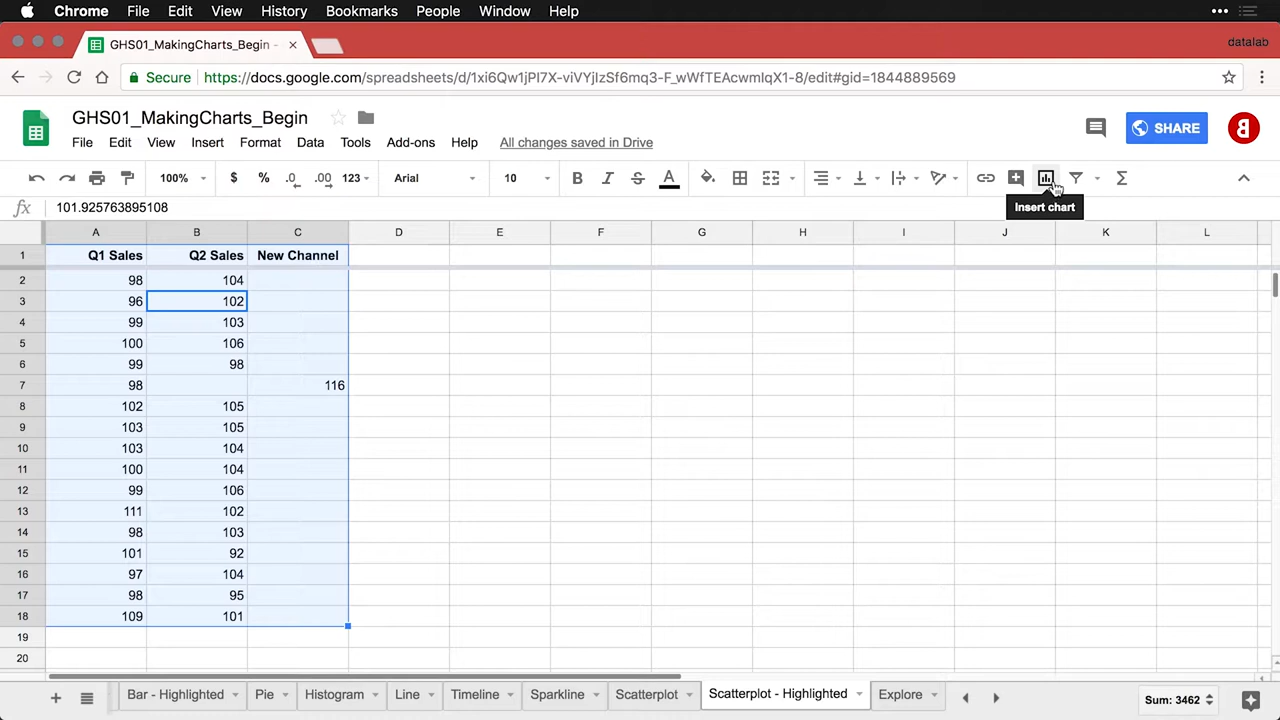 Chrome File Edit View History Bookmarks People Window Help
GHS01_MakingCharts_Begin - × datalab
Secure https://docs.google.com/spreadsheets/d/1xi6Qw1jPl7X-viVYjIzSf6mq3-F_wWfTEAcwmIqX1-8/edit#gid=1844889569
GHS01_MakingCharts_Begin
SHARE
File Edit View Insert Format Data Tools Add-ons Help All changes saved in Drive
100% $ % .0 .00 123 Arial 10 B I S A Σ
Insert chart
fx 101.925763895108
A B C D E F G H I J K L
1 Q1 Sales Q2 Sales New Channel
2 98 104
3 96 102
4 99 103
5 100 106
6 99 98
7 98 116
8 102 105
9 103 105
10 103 104
11 100 104
12 99 106
13 111 102
14 98 103
15 101 92
16 97 104
17 98 95
18 109 101
19
20
+ Bar - Highlighted Pie Histogram Line Timeline Sparkline Scatterplot Scatterplot - Highlighted Explore Sum: 3462